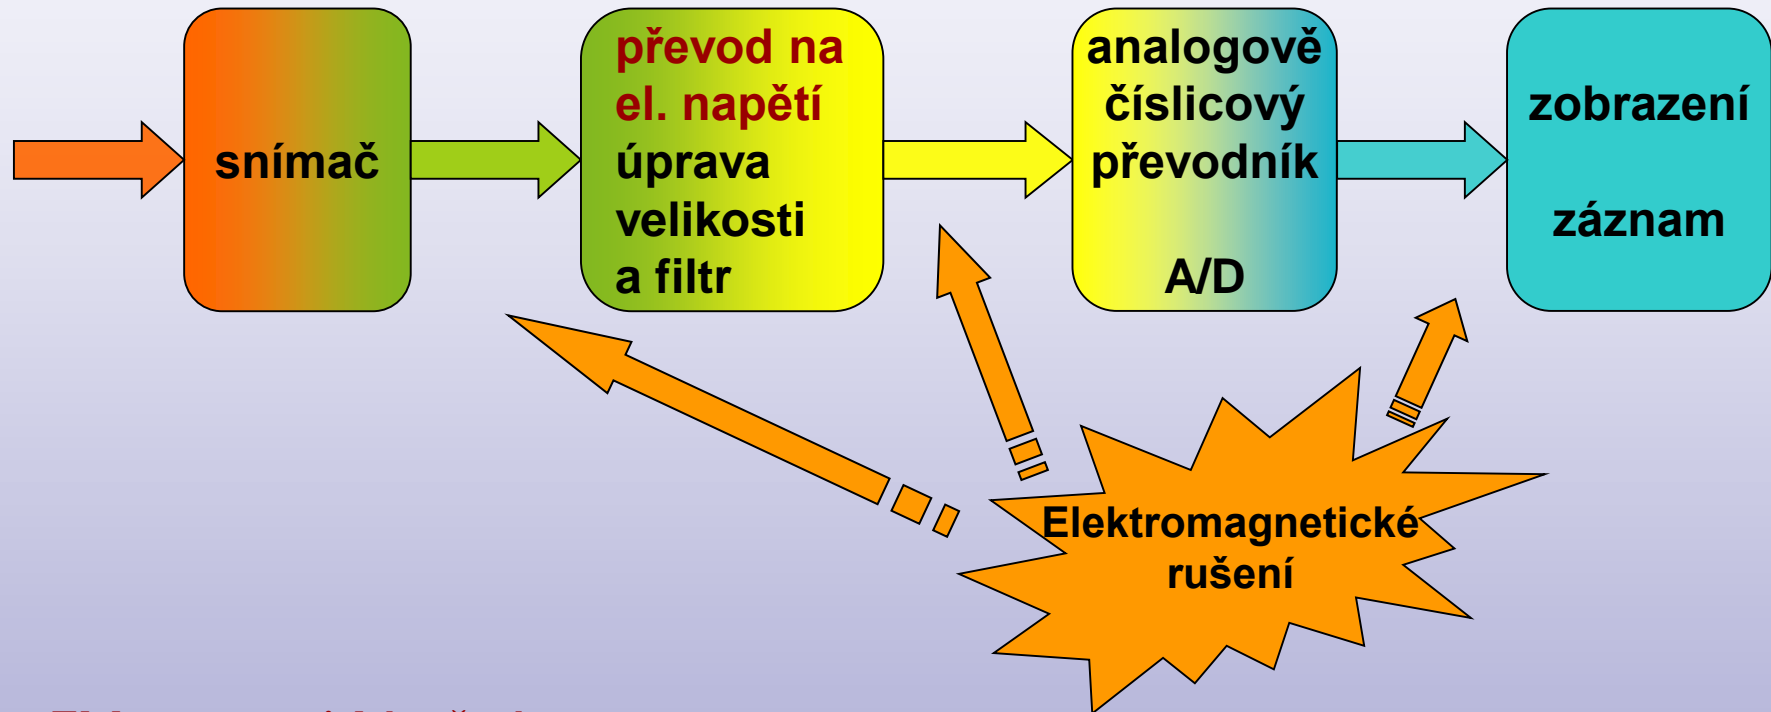 snímač
převod na
el. napětí
úprava
velikosti
a filtr
analogově
číslicový
převodník
A/D
zobrazení
záznam
Elektromagnetické
rušení